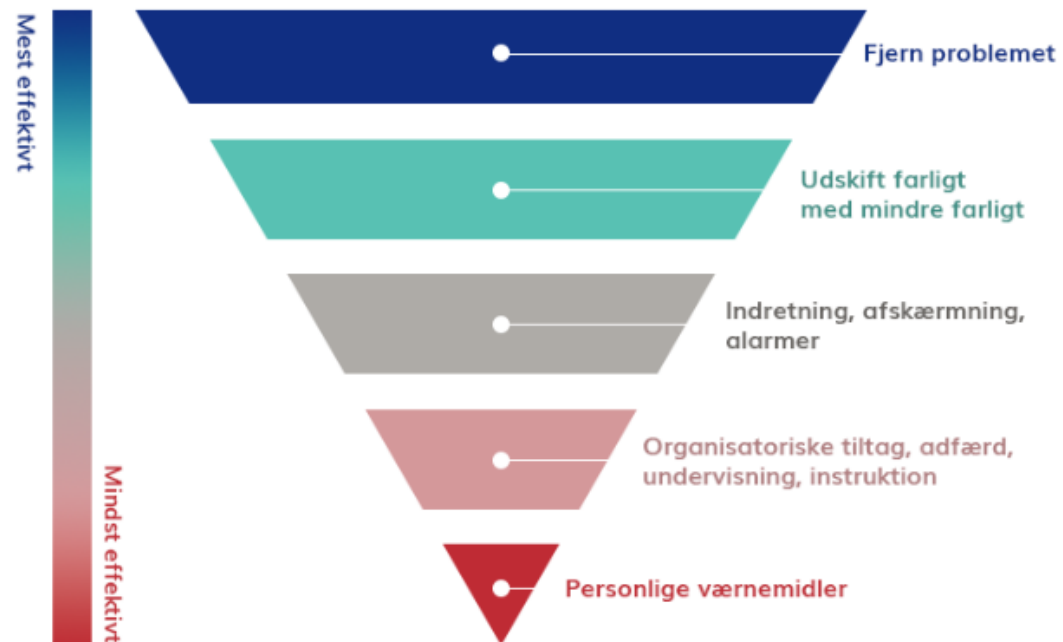 Mest effektivt
Fjern problemet
Udskift farligt
med mindre farligt
Indretning, afskærmning,
alarmer
Organisatoriske tiltag, adfærd,
undervisning, instruktion
Mindst effektivt
Personlige værnemidler